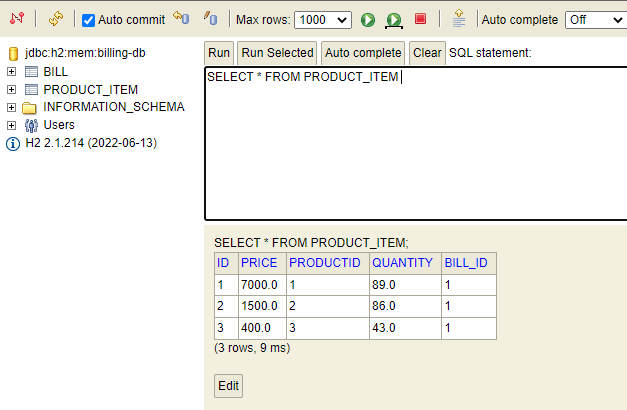 Auto commit Max rows: 1000 Auto complete Off
jdbc:h2:mem:billing-db
BILL
PRODUCT_ITEM
INFORMATION_SCHEMA
Users
H2 2.1.214 (2022-06-13)
Run Run Selected Auto complete Clear SQL statement:
SELECT * FROM PRODUCT_ITEM
SELECT * FROM PRODUCT_ITEM;
ID PRICE PRODUCTID QUANTITY BILL_ID
1 7000.0 1 89.0 1
2 1500.0 2 86.0 1
3 400.0 3 43.0 1
(3 rows, 9 ms)
Edit